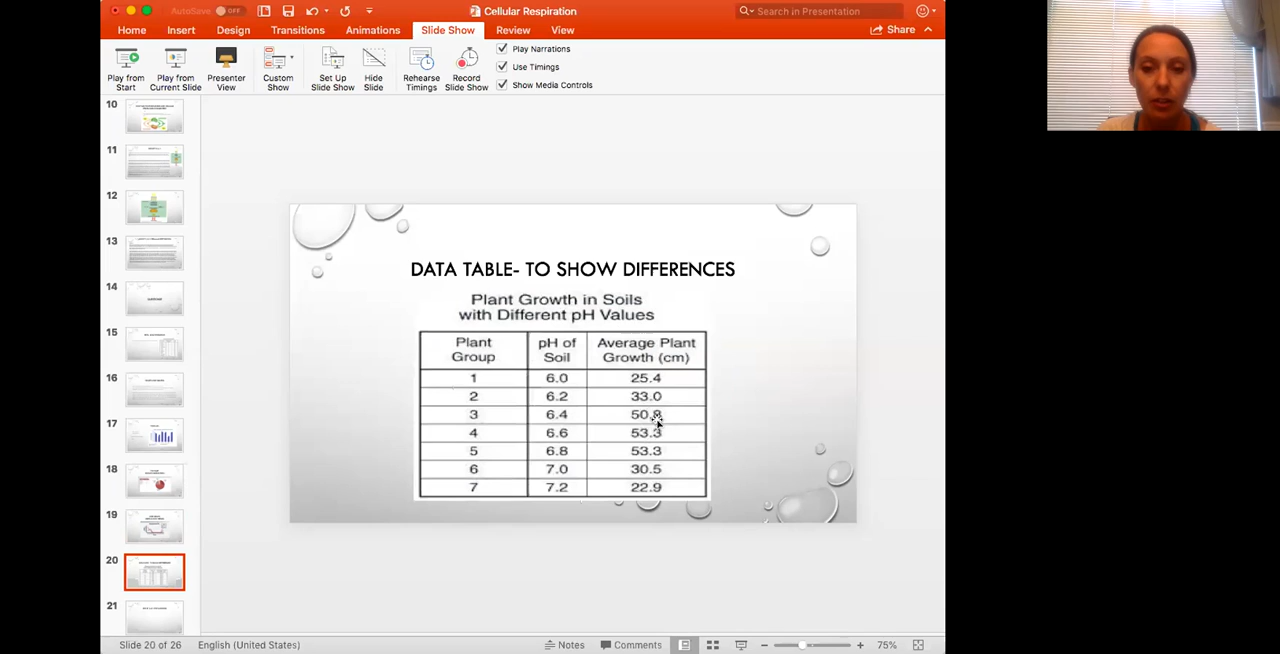 AutoSave OFF
Cellular Respiration
Search in Presentation
Home Insert Design Transitions Animations Slide Show Review View
Share
Play from Start
Play from Current Slide
Presenter View
Custom Show
Set Up Slide Show
Hide Slide
Rehearse Timings
Record Slide Show
Play Narrations
Use Timings
Show Media Controls
10
11
12
13
14
15
16
17
18
19
20
21
DATA TABLE- TO SHOW DIFFERENCES
Plant Growth in Soils
with Different pH Values
Plant Group pH of Soil Average Plant Growth (cm)
1 6.0 25.4
2 6.2 33.0
3 6.4
4 6.6 53.3
5 6.8 53.3
6 7.0 30.5
7 7.2 22.9
Slide 20 of 26 English (United States) Notes Comments 75%